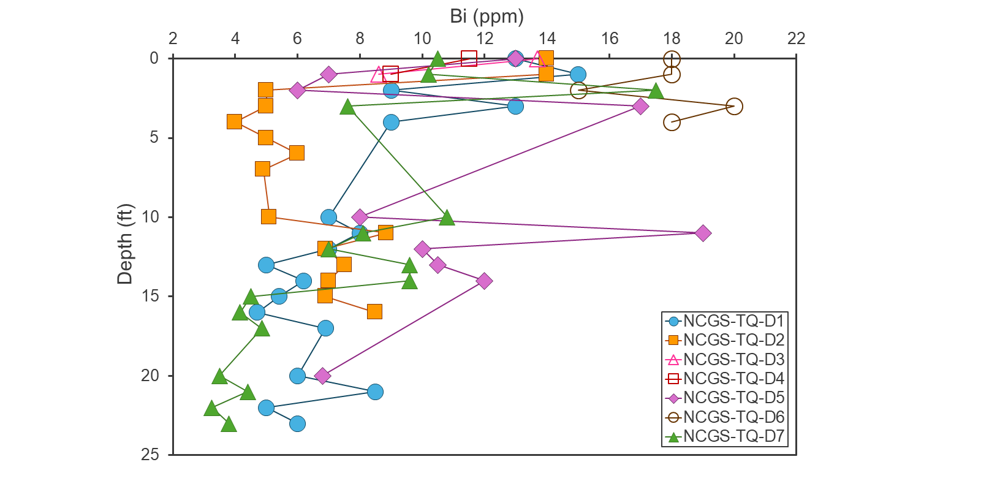 Bi (ppm)
2 4 6 8 10 12 14 16 18 20 22
0
5
10
15
20
25
Depth (ft)
NCGS-TQ-D1
NCGS-TQ-D2
NCGS-TQ-D3
NCGS-TQ-D4
NCGS-TQ-D5
NCGS-TQ-D6
NCGS-TQ-D7